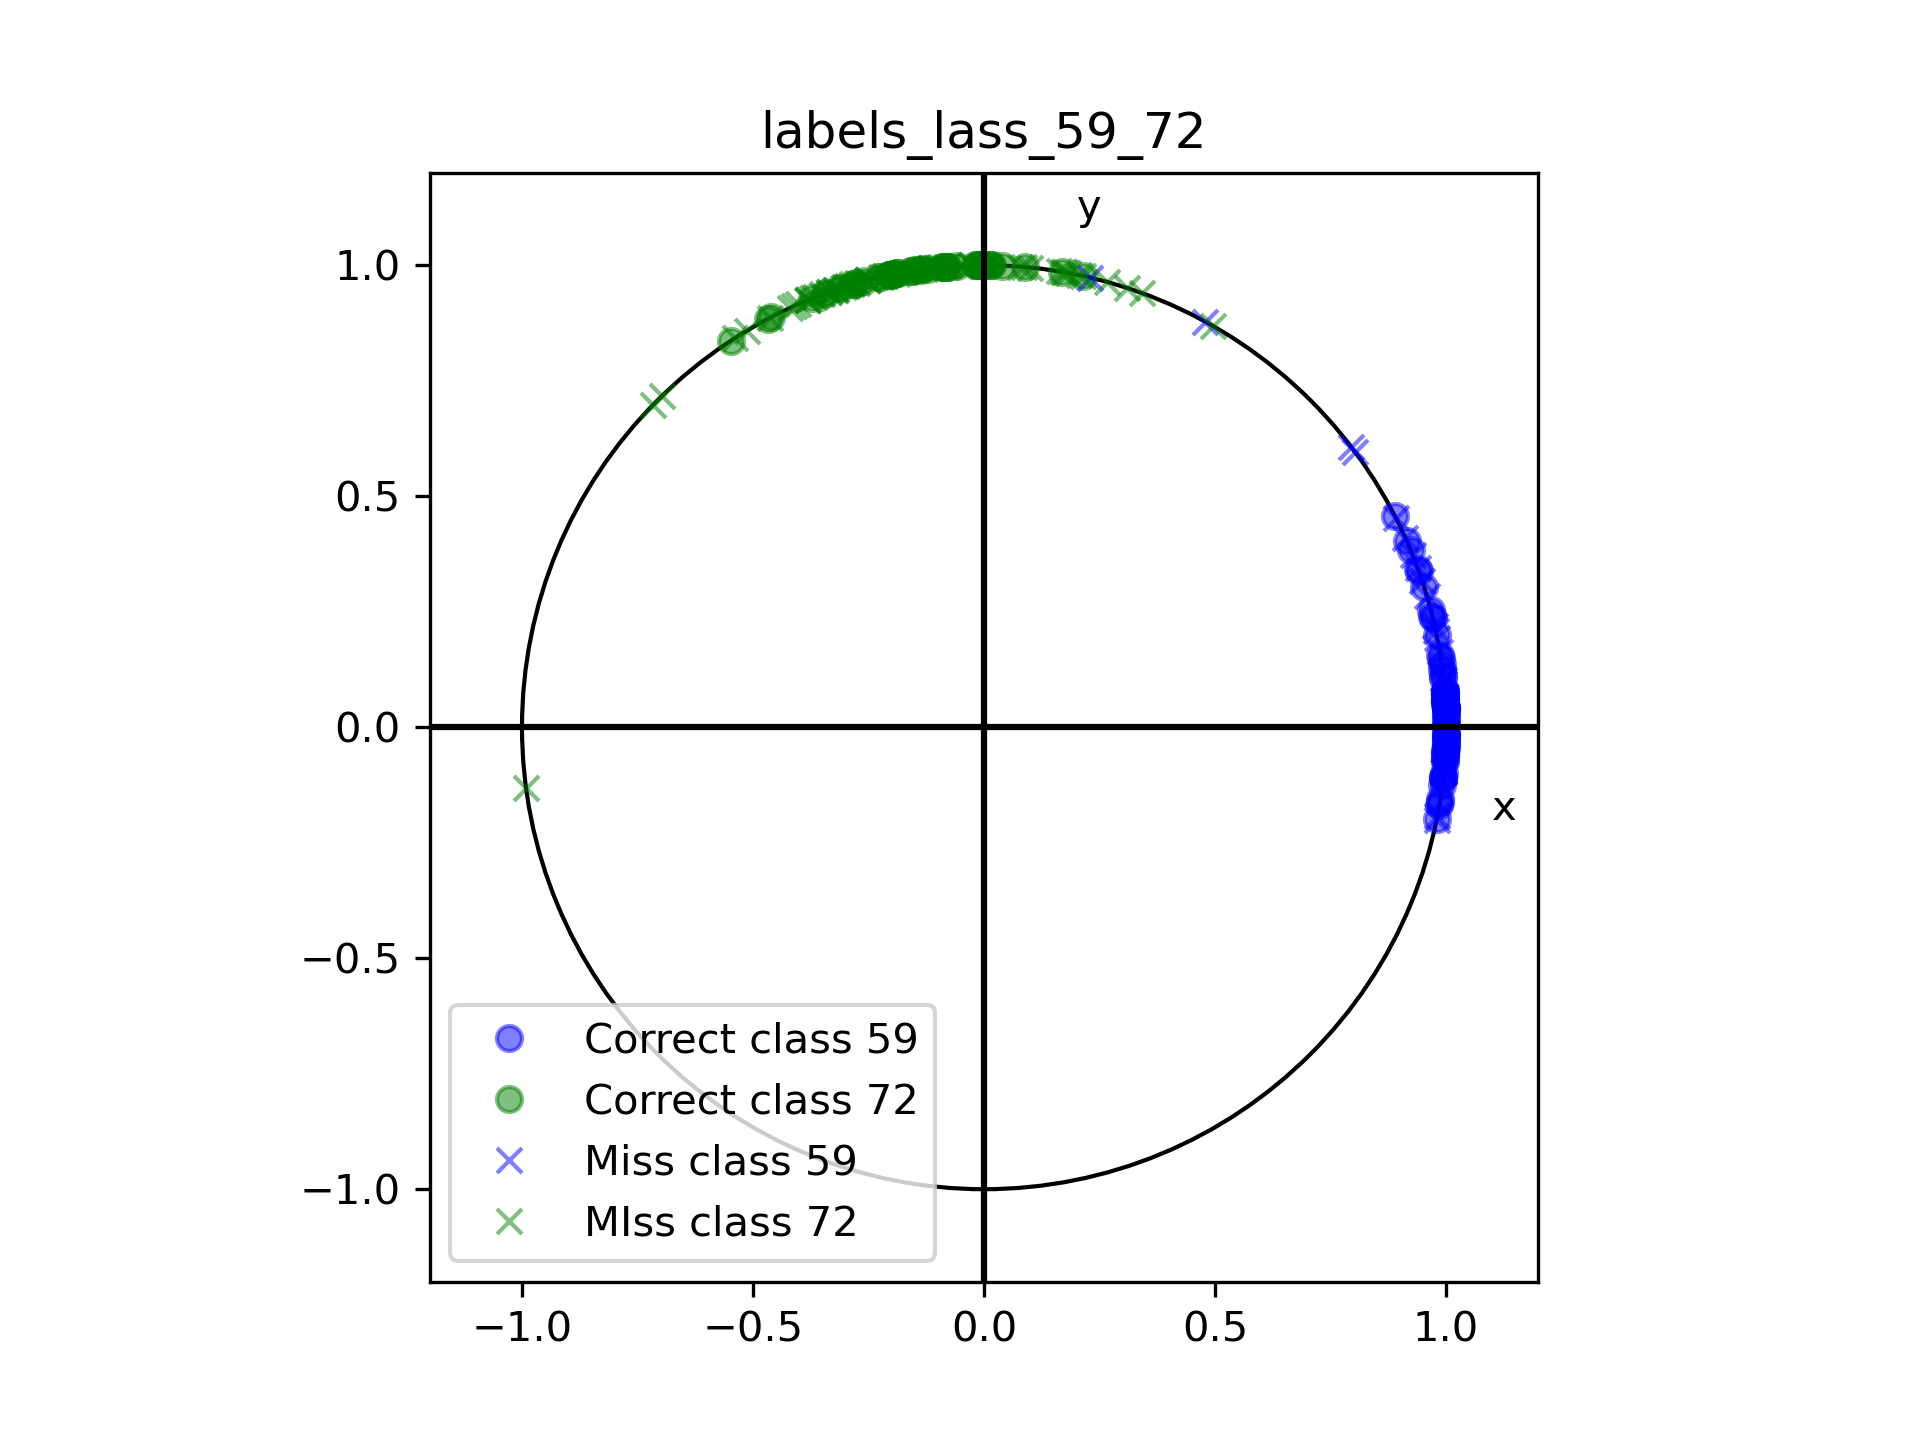 labels_lass_59_72
y
1.0
0.5
0.0
−0.5
−1.0
x
Correct class 59
Correct class 72
Miss class 59
MIss class 72
−1.0 −0.5 0.0 0.5 1.0